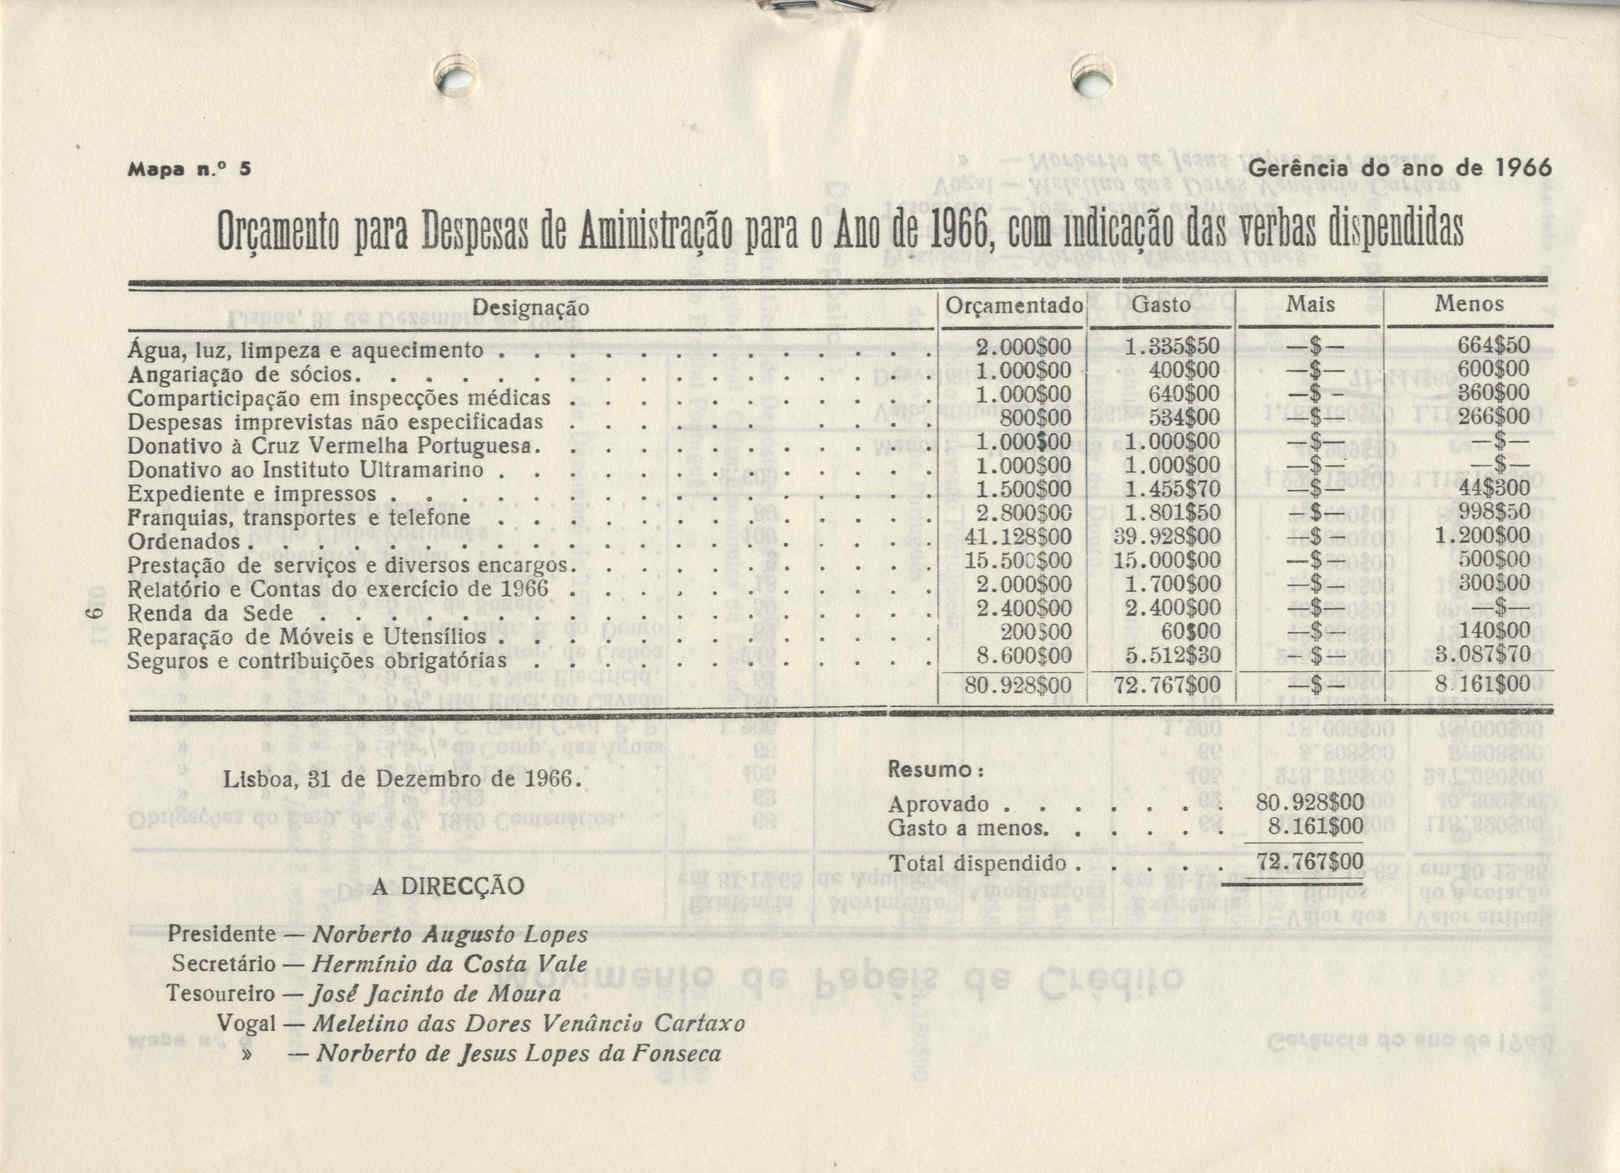 Mapa n.º 5 Gerência do ano de 1966
Orçamento para Despesas de Aministração para o Ano de 1966, com indicação das verbas dispendidas
Designação Orçamentado Gasto Mais Menos
Água, luz, limpeza e aquecimento . . . . . . . . . . . . . 2.000$00 1.335$50 —$— 664$50
Angariação de sócios. . . . . . . . . . . . . . . . . 1.000$00 400$00 —$— 600$00
Comparticipação em inspecções médicas . . . . . . . . . . . 1.000$00 640$00 —$— 360$00
Despesas imprevistas não especificadas . . . . . . . . . . 800$00 534$00 —$— 266$00
Donativo à Cruz Vermelha Portuguesa. . . . . . . . . . . . 1.000$00 1.000$00 —$— —$—
Donativo ao Instituto Ultramarino . . . . . . . . . . . . . 1.000$00 1.000$00 —$— —$—
Expediente e impressos . . . . . . . . . . . . . . . . 1.500$00 1.455$70 —$— 44$300
Franquias, transportes e telefone . . . . . . . . . . . . . 2.800$00 1.801$50 —$— 998$50
Ordenados . . . . . . . . . . . . . . . . . . . . 41.128$00 39.928$00 —$— 1.200$00
Prestação de serviços e diversos encargos. . . . . . . . . . . 15.500$00 15.000$00 —$— 500$00
Relatório e Contas do exercício de 1966 . . . . . . . . . . . 2.000$00 1.700$00 —$— 300$00
6 Renda da Sede . . . . . . . . . . . . . . . . . . 2.400$00 2.400$00 —$— —$—
Reparação de Móveis e Utensílios . . . . . . . . . . . . . 200$00 60$00 —$— 140$00
Seguros e contribuições obrigatórias . . . . . . . . . . . . 8.600$00 5.512$30 —$— 3.087$70
80.928$00 72.767$00 —$— 8.161$00
Lisboa, 31 de Dezembro de 1966.
Resumo:
Aprovado . . . . . . . 80.928$00
Gasto a menos. . . . . . 8.161$00
Total dispendido . . . . . 72.767$00
A DIRECÇÃO
Presidente — Norberto Augusto Lopes
Secretário — Hermínio da Costa Vale
Tesoureiro — José Jacinto de Moura
Vogal — Meletino das Dores Venâncio Cartaxo
» — Norberto de Jesus Lopes da Fonseca